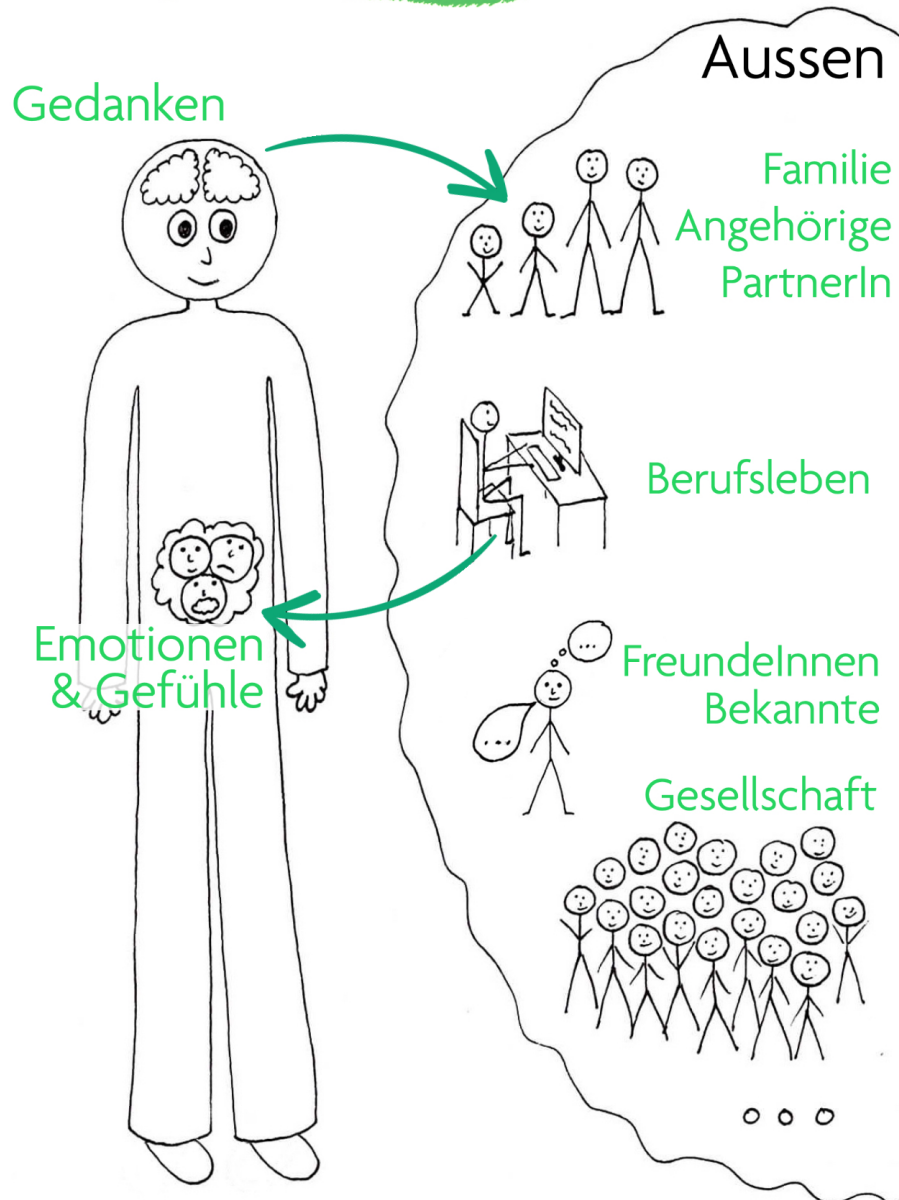 Aussen
Gedanken
Familie
Angehörige
PartnerIn
Berufsleben
Emotionen
& Gefühle
FreundeInnen
Bekannte
Gesellschaft
...
...